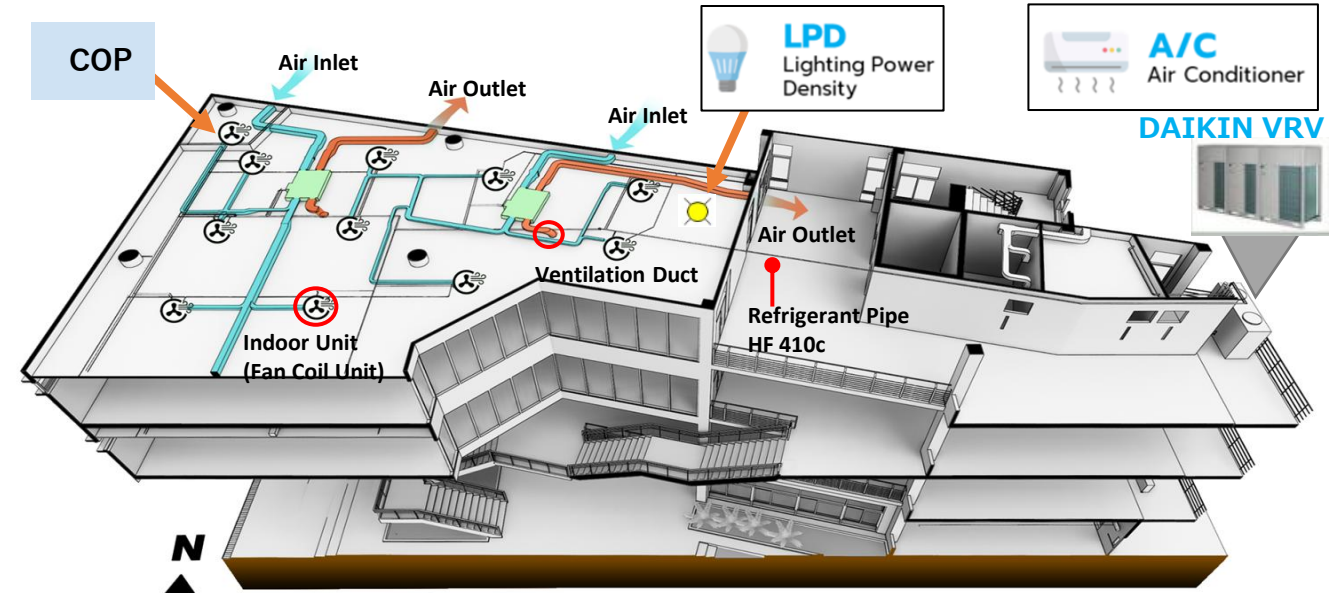 COP
Air Inlet
Air Outlet
Air Inlet
LPD
Lighting Power
Density
A/C
Air Conditioner
DAIKIN VRV
Air Outlet
Ventilation Duct
Refrigerant Pipe
HF 410c
Indoor Unit
(Fan Coil Unit)
N